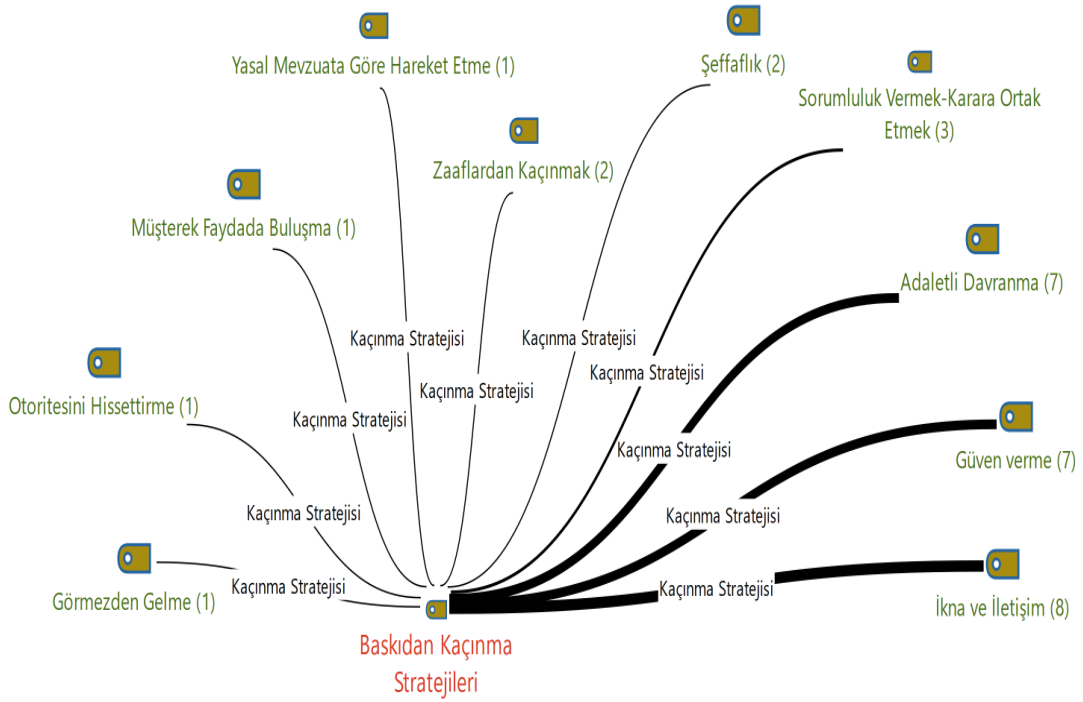 Yasal Mevzuata Göre Hareket Etme (1)
Şeffaflık (2)
Sorumluluk Vermek-Karara Ortak
Etmek (3)
Zaaflardan Kaçınmak (2)
Müşterek Faydada Buluşma (1)
Adaletli Davranma (7)
Kaçınma Stratejisi
Kaçınma Stratejisi
Kaçınma Stratejisi
Kaçınma Stratejisi
Otoritesini Hissettirme (1)
Kaçınma Stratejisi
Kaçınma Stratejisi
Güven verme (7)
Kaçınma Stratejisi
Kaçınma Stratejisi
Kaçınma Stratejisi
Kaçınma Stratejisi
Görmezden Gelme (1)
İkna ve İletişim (8)
Baskıdan Kaçınma
Stratejileri